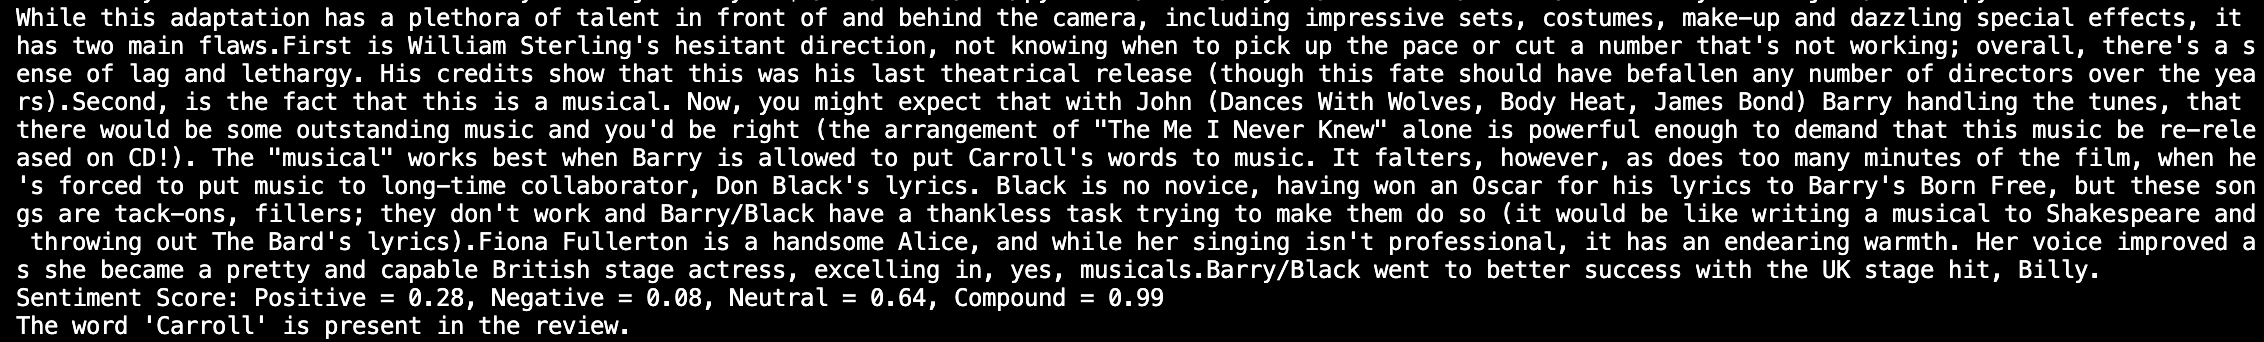 While this adaptation has a plethora of talent in front of and behind the camera, including impressive sets, costumes, make-up and dazzling special effects, it
has two main flaws.First is William Sterling's hesitant direction, not knowing when to pick up the pace or cut a number that's not working; overall, there's a s
ense of lag and lethargy. His credits show that this was his last theatrical release (though this fate should have befallen any number of directors over the yea
rs).Second, is the fact that this is a musical. Now, you might expect that with John (Dances With Wolves, Body Heat, James Bond) Barry handling the tunes, that
there would be some outstanding music and you'd be right (the arrangement of "The Me I Never Knew" alone is powerful enough to demand that this music be re-rele
ased on CD!). The "musical" works best when Barry is allowed to put Carroll's words to music. It falters, however, as does too many minutes of the film, when he
's forced to put music to long-time collaborator, Don Black's lyrics. Black is no novice, having won an Oscar for his lyrics to Barry's Born Free, but these son
gs are tack-ons, fillers; they don't work and Barry/Black have a thankless task trying to make them do so (it would be like writing a musical to Shakespeare and
 throwing out The Bard's lyrics).Fiona Fullerton is a handsome Alice, and while her singing isn't professional, it has an endearing warmth. Her voice improved a
s she became a pretty and capable British stage actress, excelling in, yes, musicals.Barry/Black went to better success with the UK stage hit, Billy.
Sentiment Score: Positive = 0.28, Negative = 0.08, Neutral = 0.64, Compound = 0.99
The word 'Carroll' is present in the review.